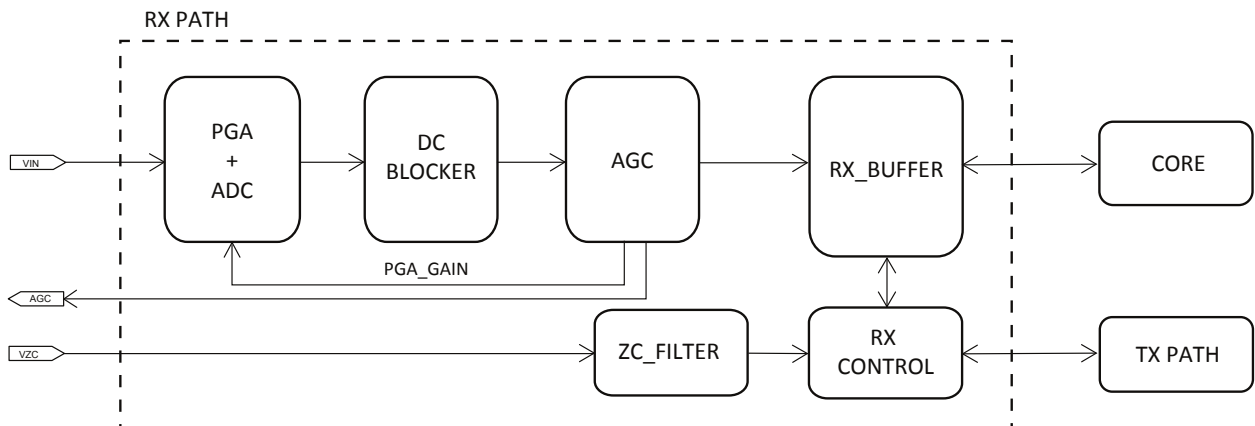 RX PATH
PGA
+
ADC
DC
BLOCKER
AGC
RX_BUFFER
CORE
VIN
PGA_GAIN
AGC
VZC
ZC_FILTER
RX
CONTROL
TX PATH